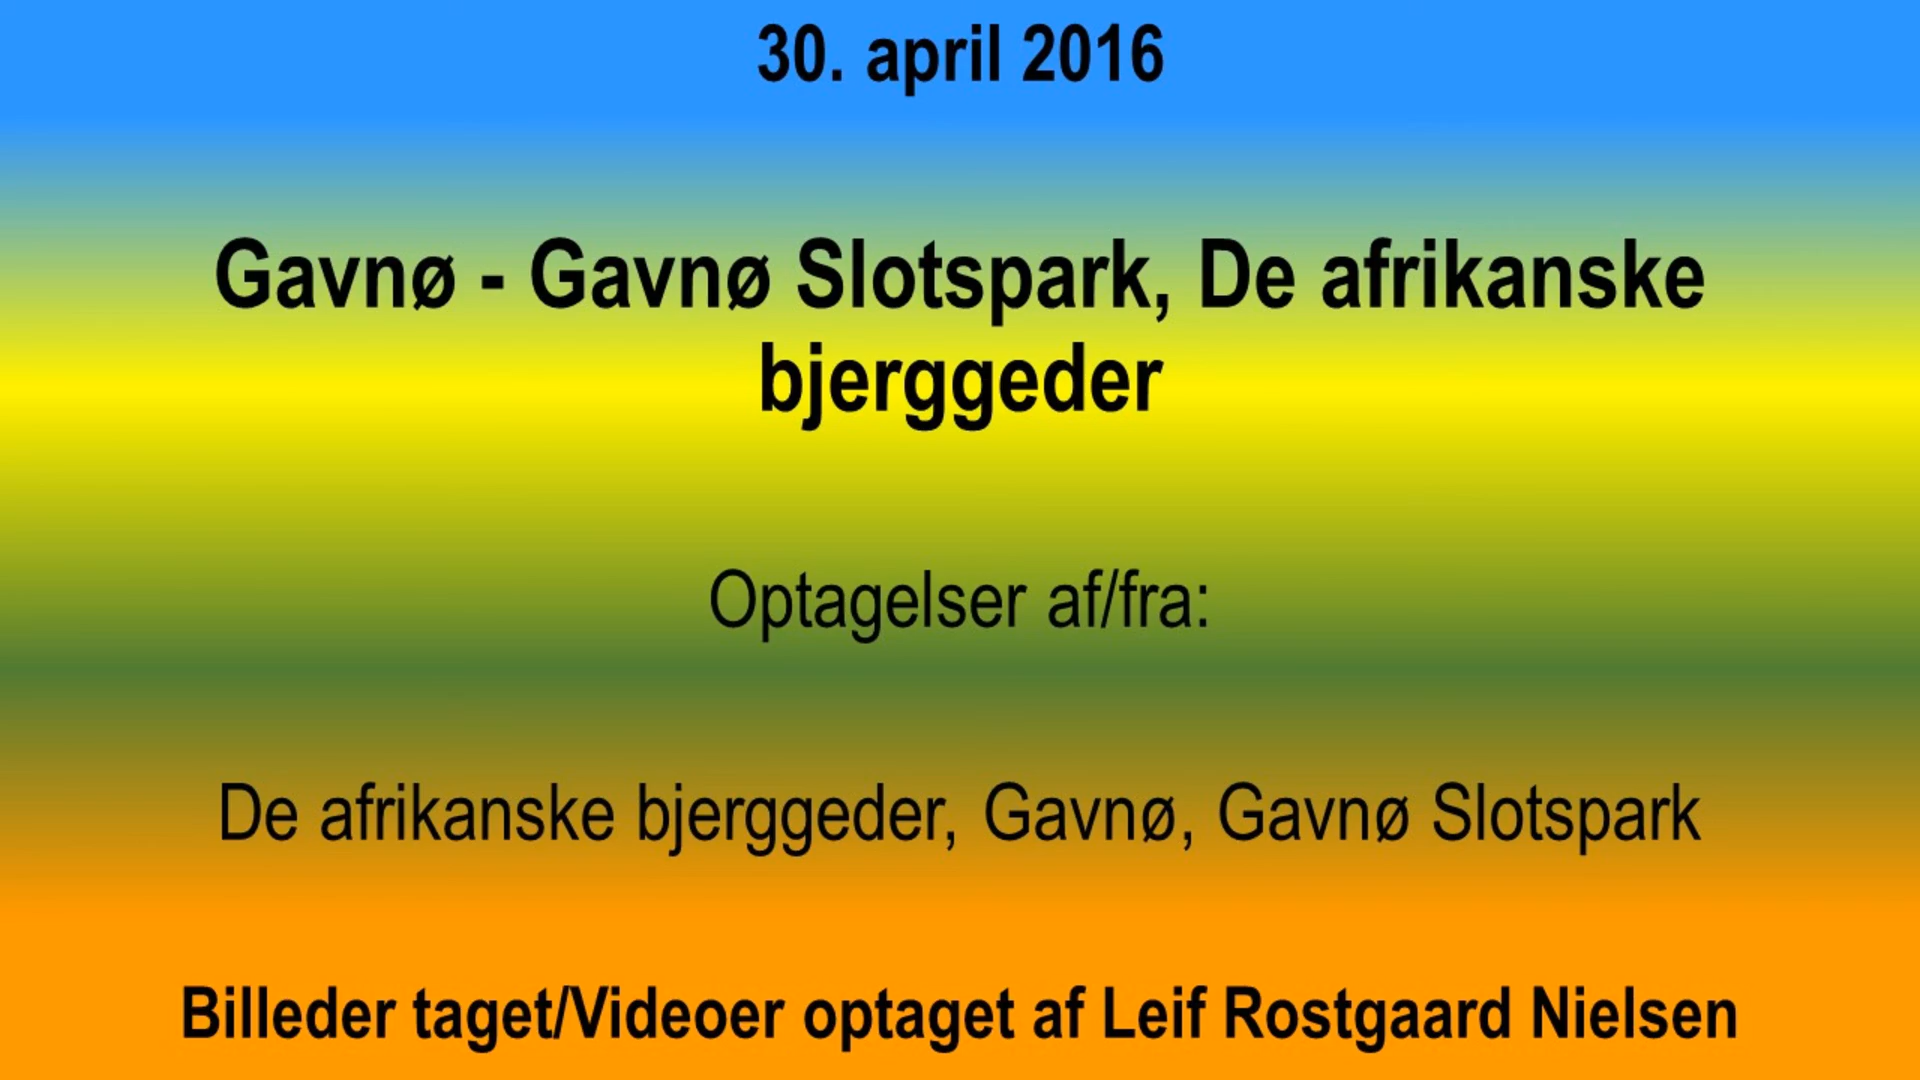 30. april 2016
Gavnø - Gavnø Slotspark, De afrikanske
bjerggeder
Optagelser af/fra:
De afrikanske bjerggeder, Gavnø, Gavnø Slotspark
Billeder taget/Videoer optaget af Leif Rostgaard Nielsen